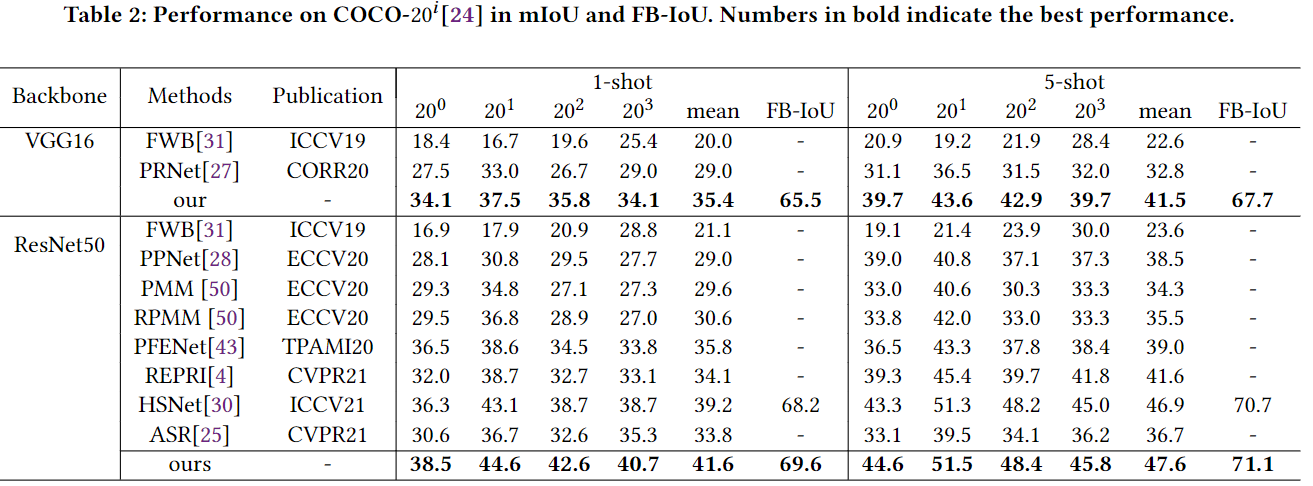 Table 2: Performance on COCO-20^i[24] in mIoU and FB-IoU. Numbers in bold indicate the best performance.
Backbone Methods Publication 1-shot 5-shot
20^0 20^1 20^2 20^3 mean FB-IoU 20^0 20^1 20^2 20^3 mean FB-IoU
VGG16 FWB[31] ICCV19 18.4 16.7 19.6 25.4 20.0 - 20.9 19.2 21.9 28.4 22.6 -
PRNet[27] CORR20 27.5 33.0 26.7 29.0 29.0 - 31.1 36.5 31.5 32.0 32.8 -
our - 34.1 37.5 35.8 34.1 35.4 65.5 39.7 43.6 42.9 39.7 41.5 67.7
ResNet50 FWB[31] ICCV19 16.9 17.9 20.9 28.8 21.1 - 19.1 21.4 23.9 30.0 23.6 -
PPNet[28] ECCV20 28.1 30.8 29.5 27.7 29.0 - 39.0 40.8 37.1 37.3 38.5 -
PMM [50] ECCV20 29.3 34.8 27.1 27.3 29.6 - 33.0 40.6 30.3 33.3 34.3 -
RPMM [50] ECCV20 29.5 36.8 28.9 27.0 30.6 - 33.8 42.0 33.0 33.3 35.5 -
PFENet[43] TPAMI20 36.5 38.6 34.5 33.8 35.8 - 36.5 43.3 37.8 38.4 39.0 -
REPRI[4] CVPR21 32.0 38.7 32.7 33.1 34.1 - 39.3 45.4 39.7 41.8 41.6 -
HSNet[30] ICCV21 36.3 43.1 38.7 38.7 39.2 68.2 43.3 51.3 48.2 45.0 46.9 70.7
ASR[25] CVPR21 30.6 36.7 32.6 35.3 33.8 - 33.1 39.5 34.1 36.2 36.7 -
ours - 38.5 44.6 42.6 40.7 41.6 69.6 44.6 51.5 48.4 45.8 47.6 71.1